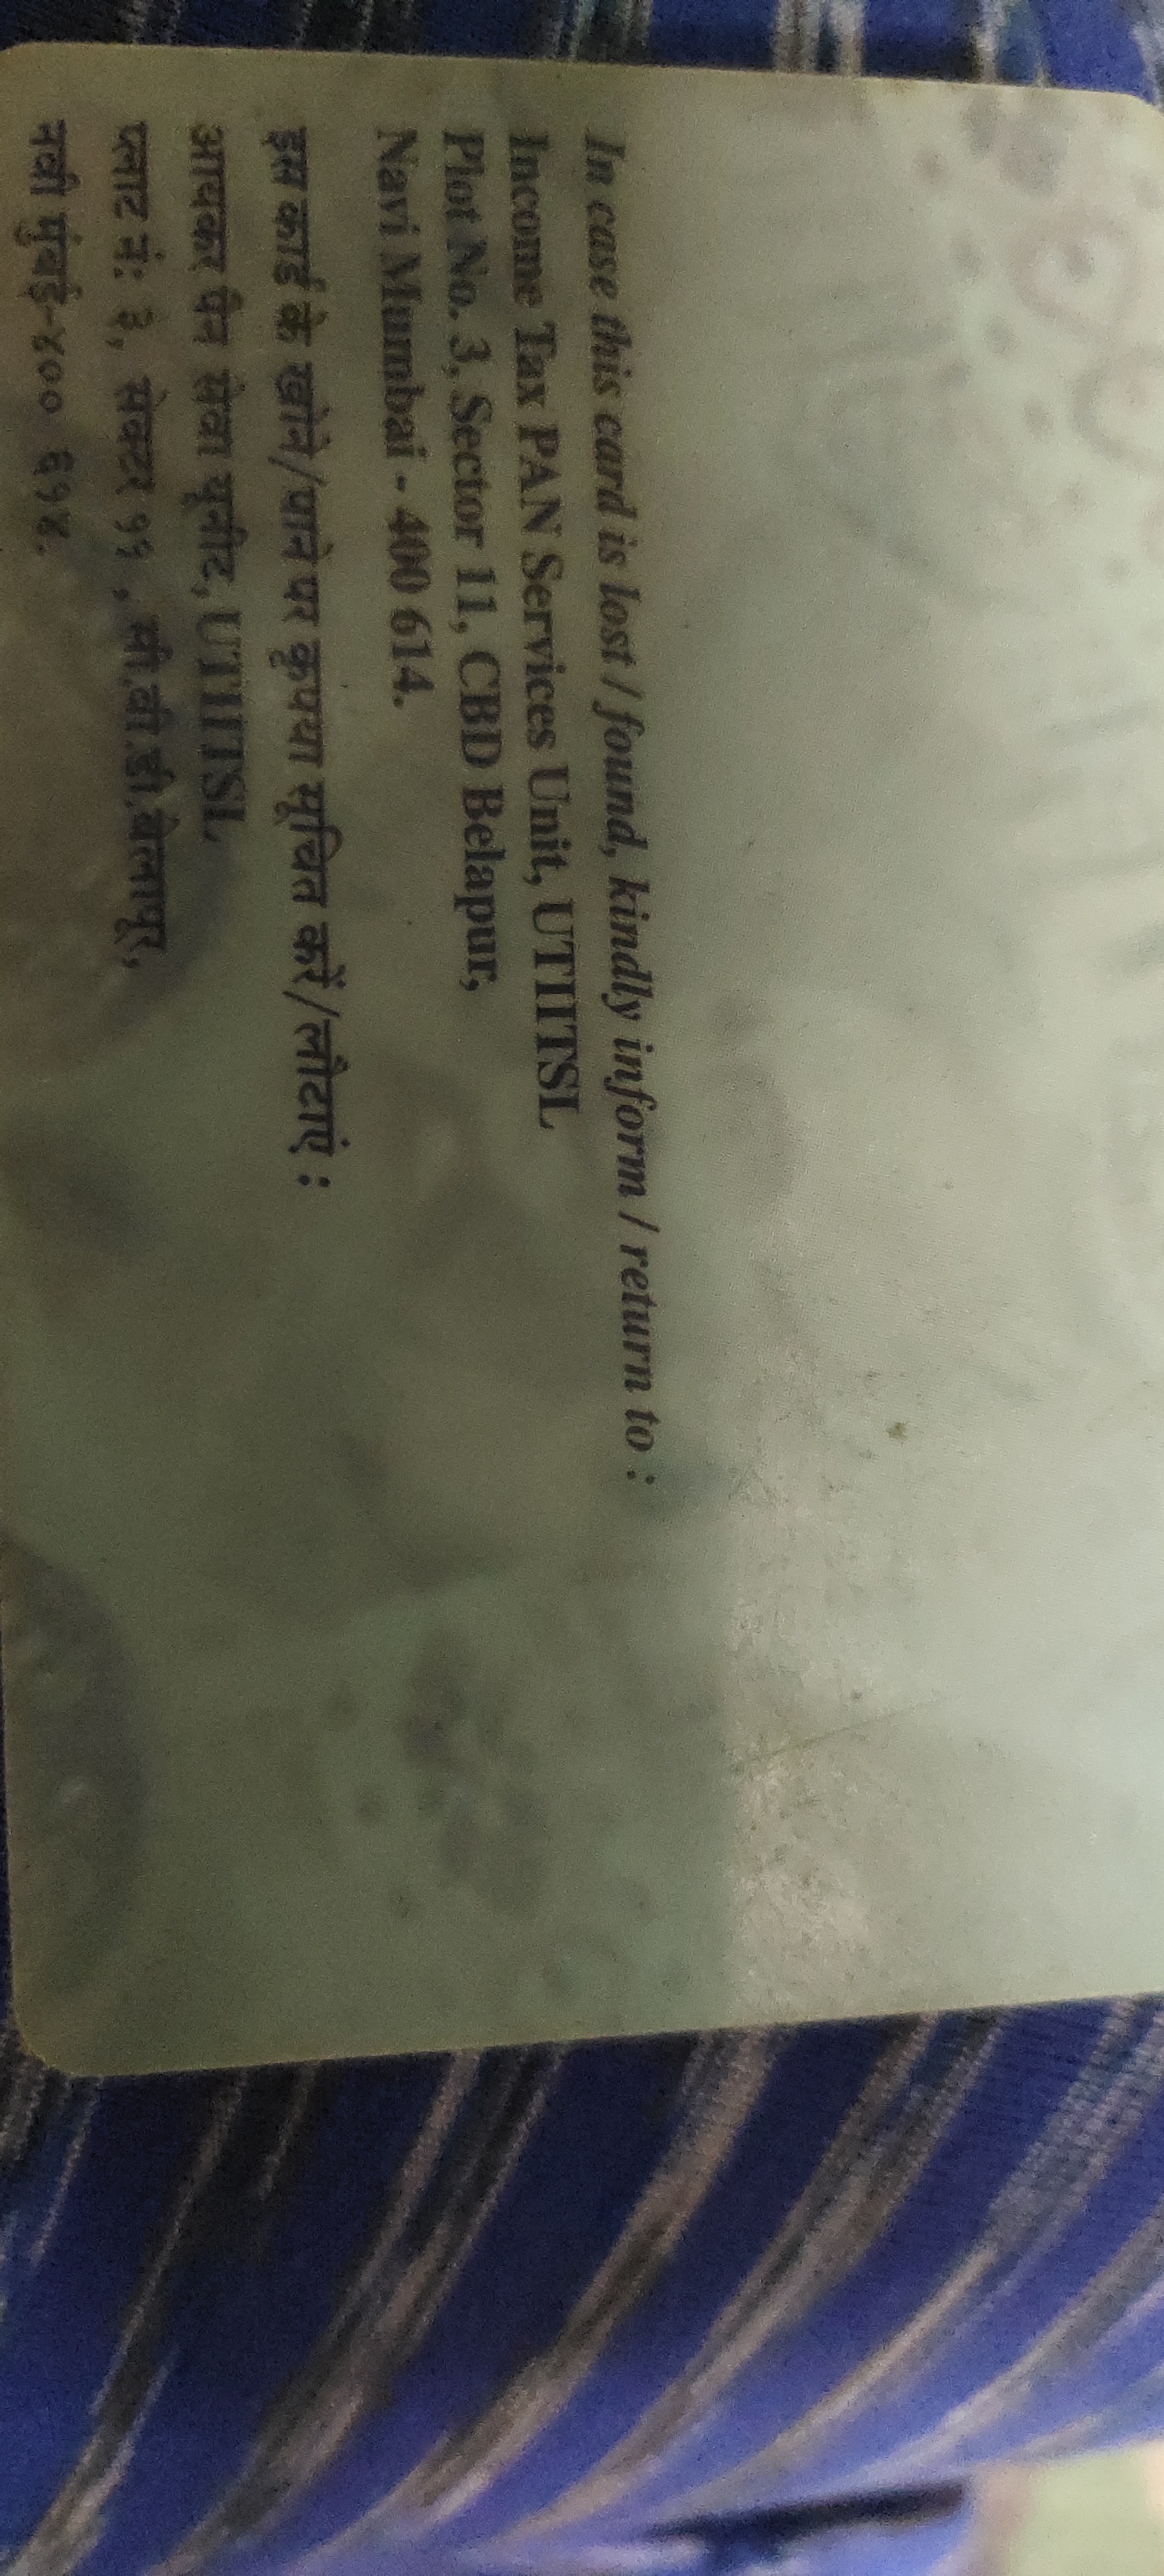 In case this card is lost / found, kindly inform / return to :
Income Tax PAN Services Unit, UTIITSL
Plot No. 3, Sector 11, CBD Belapur,
Navi Mumbai - 400 614.
इस कार्ड के खोने/पाने पर कृपया सूचित करें/लौटाएं :
आयकर पैन सेवा यूनीट, UTIITSL
प्लाट नं: ३, सेक्टर ११ , सी.बी.डी.बेलापूर,
नवी मुंबई-४०० ६१४.